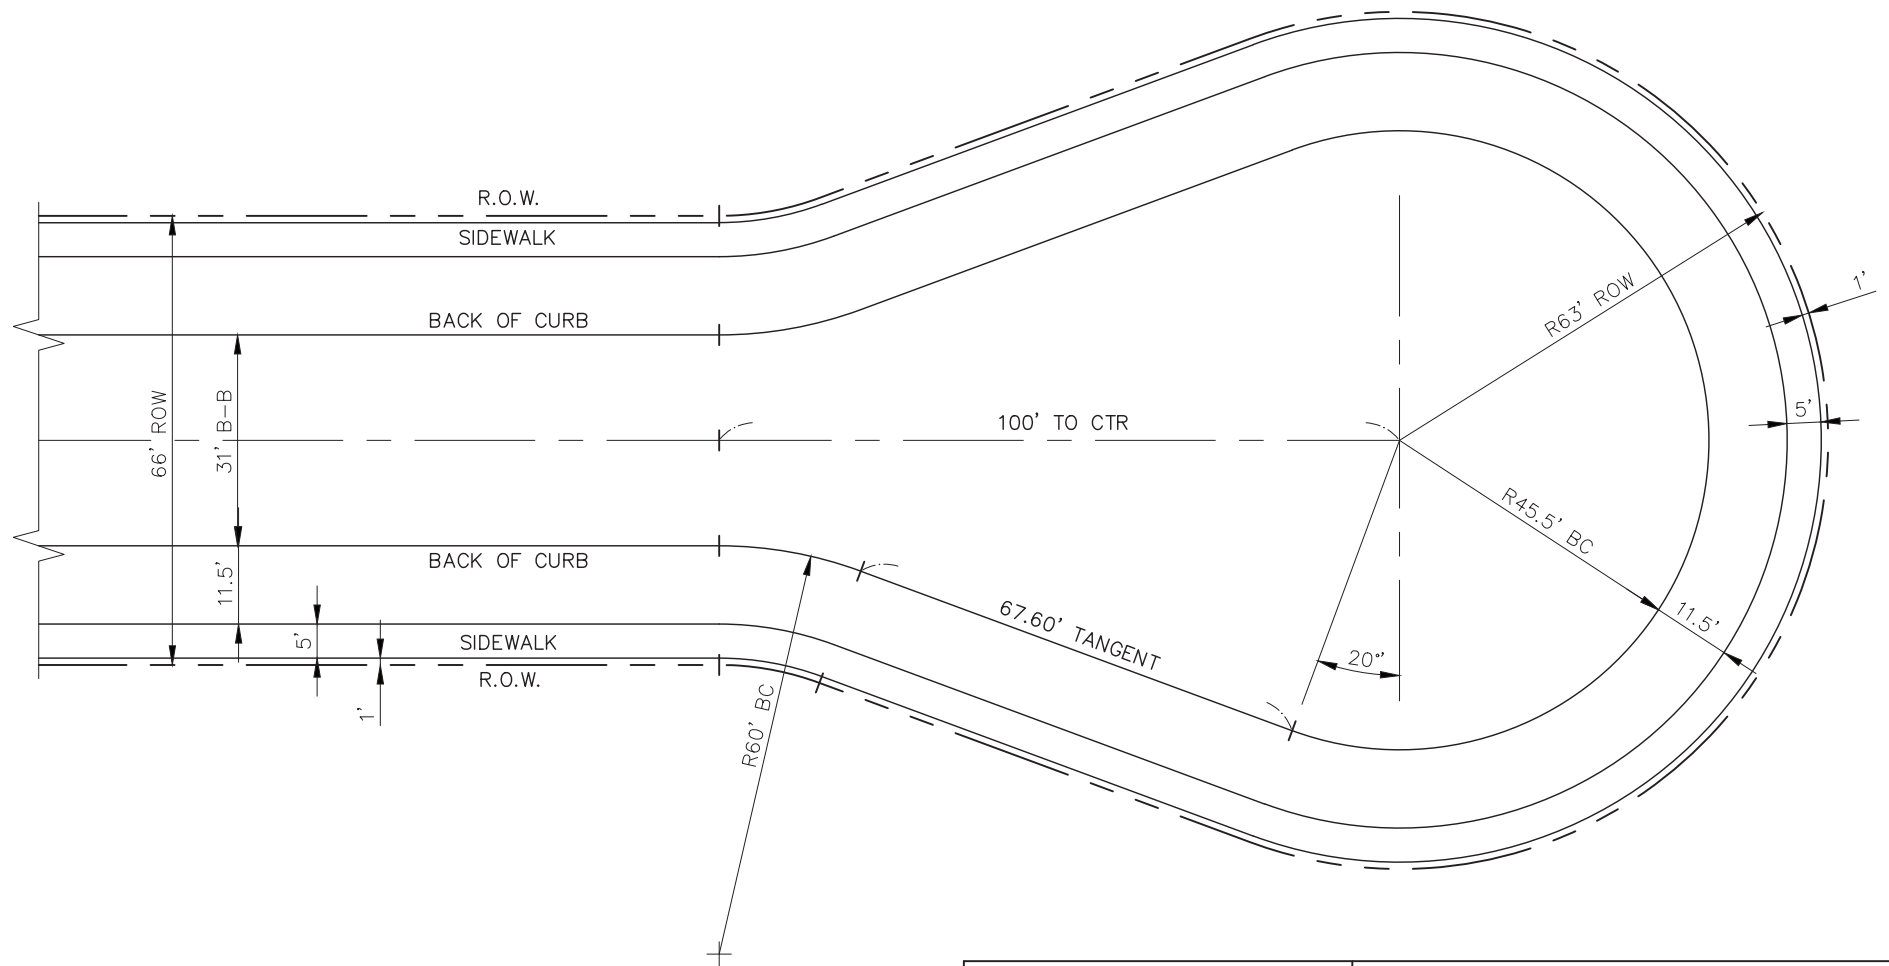 R.O.W.
SIDEWALK
BACK OF CURB
66' ROW
31' B-B
100' TO CTR
R63' ROW
1'
5'
R45.5' BC
11.5'
BACK OF CURB
11.5'
5'
SIDEWALK
R.O.W.
1'
67.60' TANGENT
20°'
R60' BC